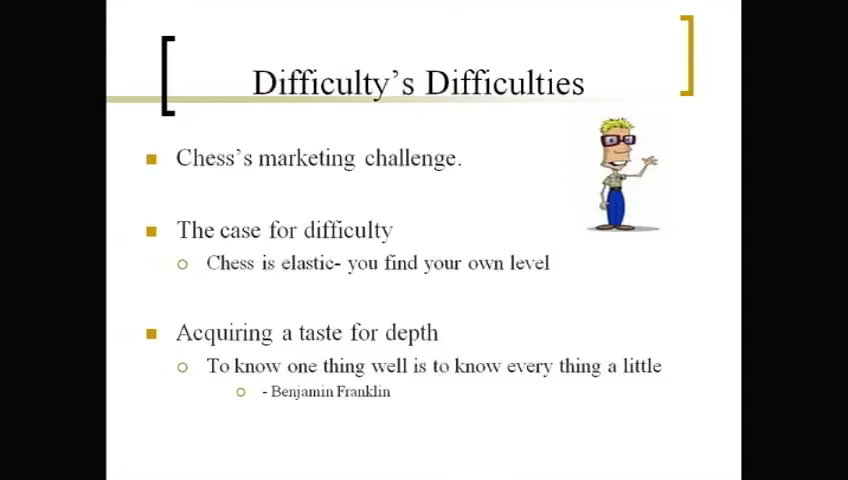 Difficulty's Difficulties
Chess's marketing challenge.
The case for difficulty
Chess is elastic- you find your own level
Acquiring a taste for depth
To know one thing well is to know every thing a little
- Benjamin Franklin